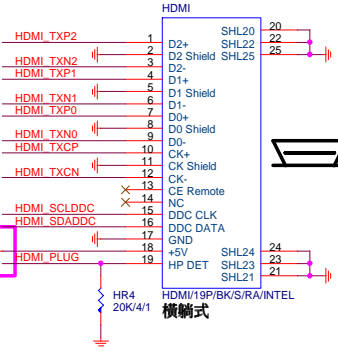 HDMI
HDMI_TXP2 1 D2+ SHL20 20
2 D2 Shield SHL22 22
HDMI_TXN2 3 D2- SHL25 25
HDMI_TXP1 4 D1+
5 D1 Shield
HDMI_TXN1 6 D1-
HDMI_TXP0 7 D0+
8 D0 Shield
HDMI_TXN0 9 D0-
HDMI_TXCP 10 CK+
11 CK Shield
HDMI_TXCN 12 CK-
13 CE Remote
14 NC
HDMI_SCLDDC 15 DDC CLK
HDMI_SDADDC 16 DDC DATA
17 GND
18 +5V SHL24 24
HDMI_PLUG 19 HP DET SHL23 23
SHL21 21
HR4 HDMI/19P/BK/S/RA/INTEL
20K/4/1 橫躺式